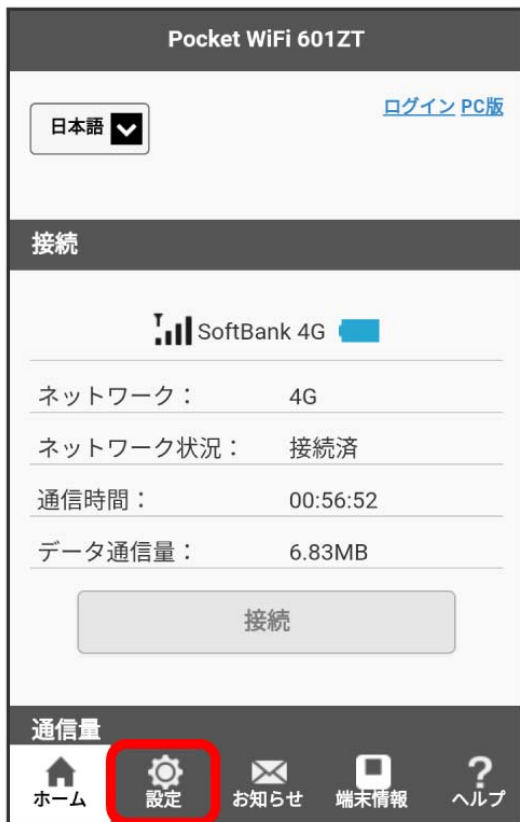 Pocket WiFi 601ZT
日本語 ログイン PC版
接続
SoftBank 4G
ネットワーク： 4G
ネットワーク状況： 接続済
通信時間： 00:56:52
データ通信量： 6.83MB
接続
通信量
ホーム 設定 お知らせ 端末情報 ヘルプ